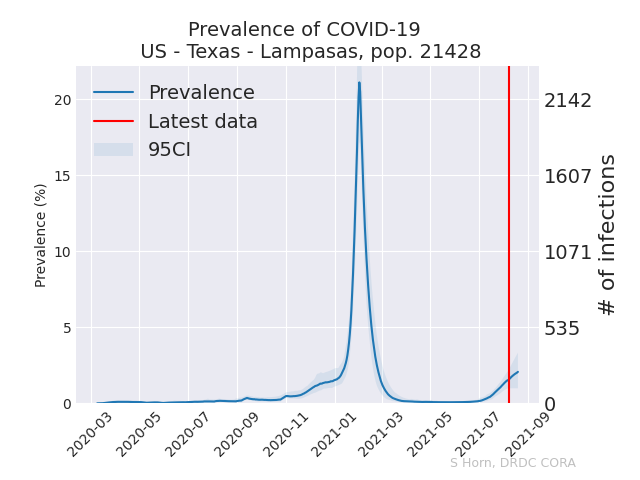 Prevalence of COVID-19
US - Texas - Lampasas, pop. 21428
Prevalence
Latest data
95CI
Prevalence (%)
20
15
10
5
0
2142
1607
1071
535
0
# of infections
2020-03
2020-05
2020-07
2020-09
2020-11
2021-01
2021-03
2021-05
2021-07
2021-09
S Horn, DRDC CORA